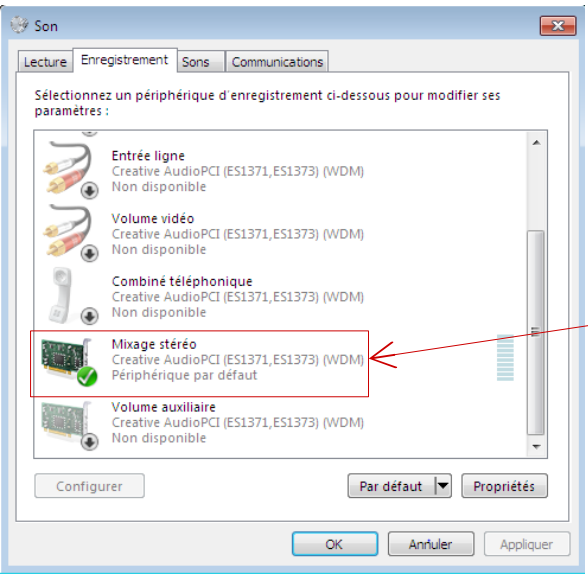 Son
Lecture Enregistrement Sons Communications
Sélectionnez un périphérique d'enregistrement ci-dessous pour modifier ses
paramètres :
Entrée ligne
Creative AudioPCI (ES1371,ES1373) (WDM)
Non disponible
Volume vidéo
Creative AudioPCI (ES1371,ES1373) (WDM)
Non disponible
Combiné téléphonique
Creative AudioPCI (ES1371,ES1373) (WDM)
Non disponible
Mixage stéréo
Creative AudioPCI (ES1371,ES1373) (WDM)
Périphérique par défaut
Volume auxiliaire
Creative AudioPCI (ES1371,ES1373) (WDM)
Non disponible
Configurer Par défaut Propriétés
OK Annuler Appliquer